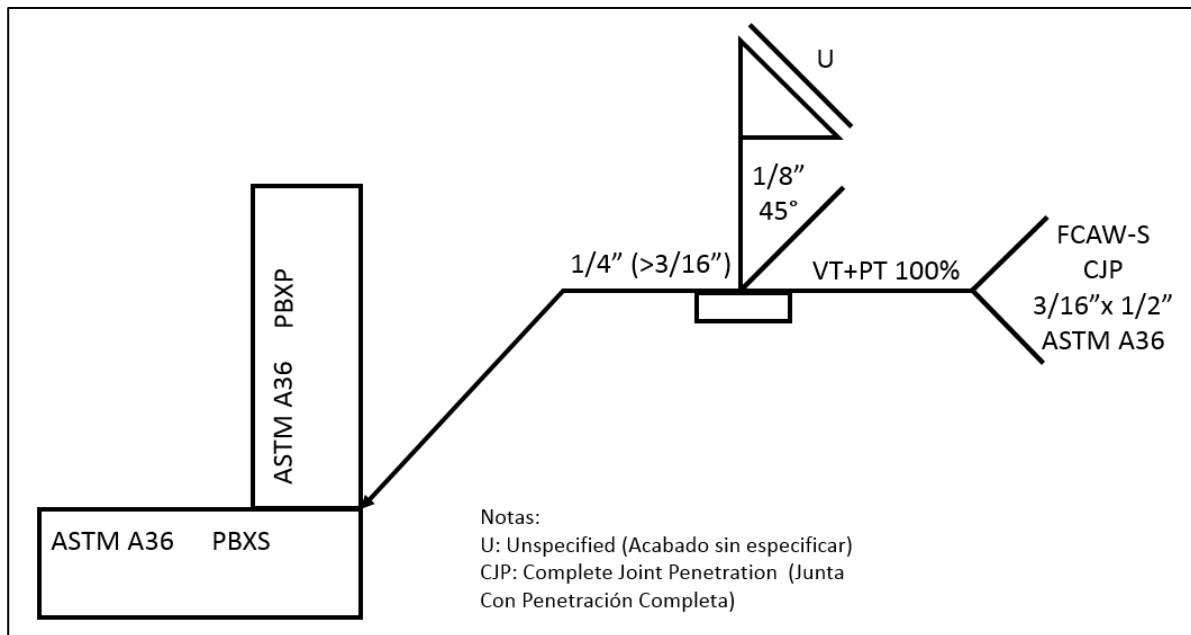 U
1/8”
45°
1/4” (>3/16”)
VT+PT 100%
FCAW-S
CJP
3/16”x 1/2”
ASTM A36
ASTM A36 PBXP
ASTM A36 PBXS
Notas:
U: Unspecified (Acabado sin especificar)
CJP: Complete Joint Penetration (Junta
Con Penetración Completa)